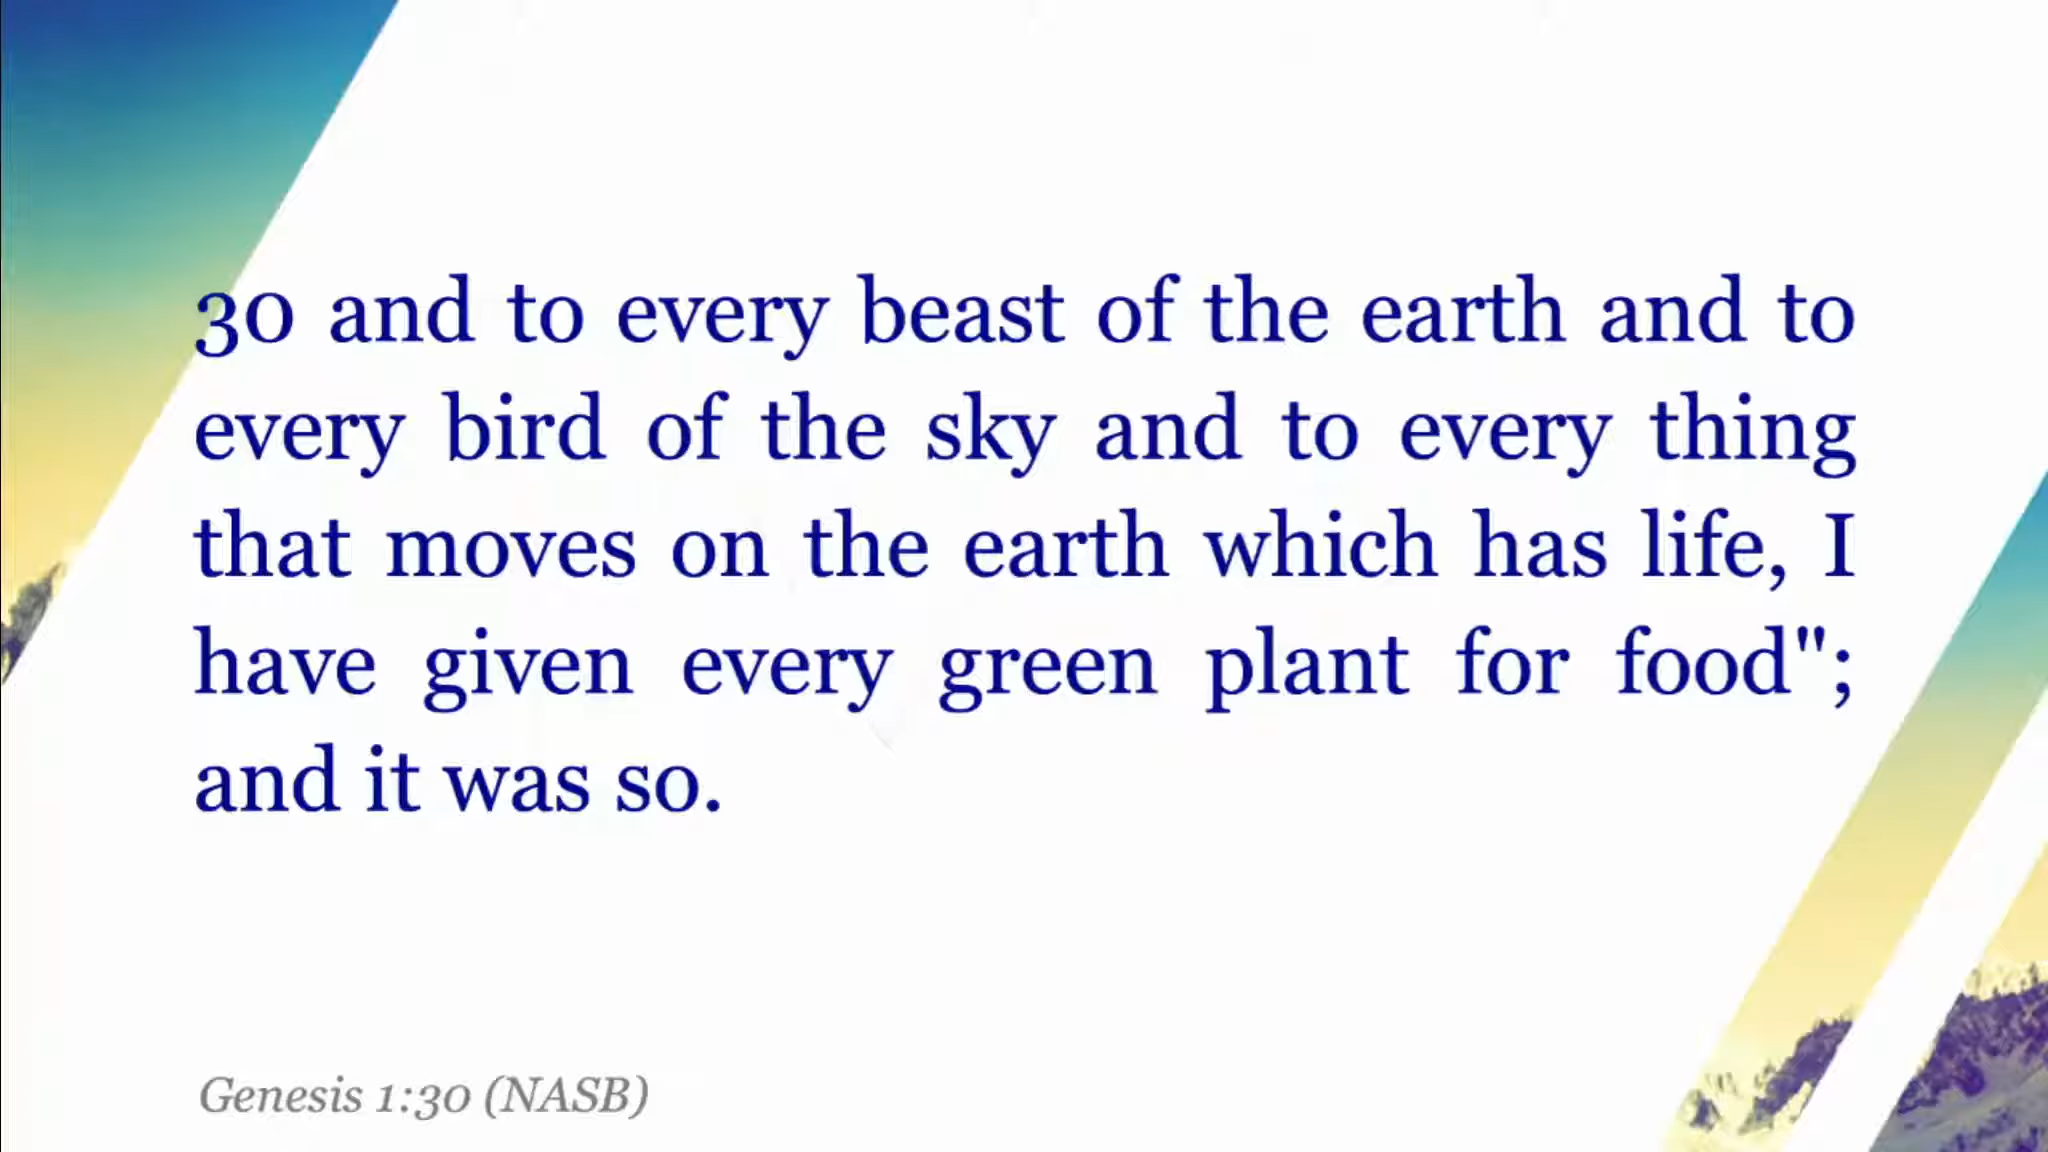 30 and to every beast of the earth and to
every bird of the sky and to every thing
that moves on the earth which has life, I
have given every green plant for food";
and it was so.
Genesis 1:30 (NASB)